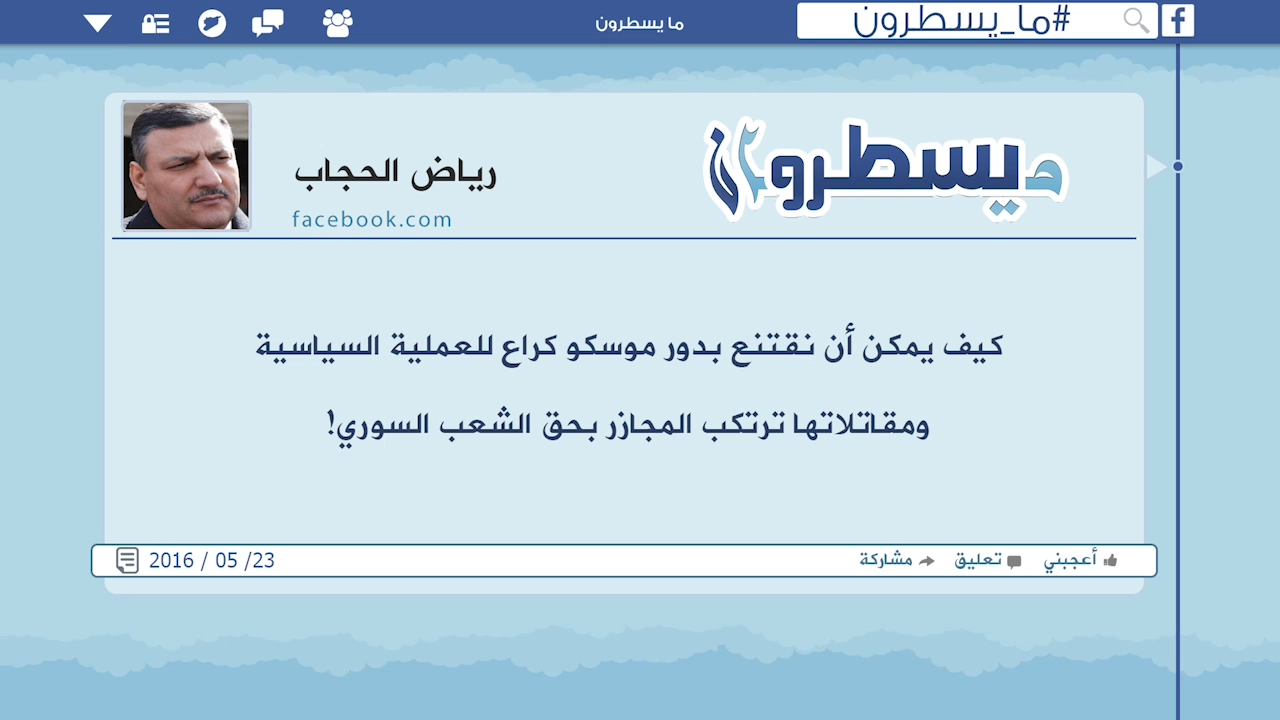 ما يسطرون
#ما_يسطرون
ما يسطرون
رياض الحجاب
facebook.com
كيف يمكن أن نقتنع بدور موسكو كراع للعملية السياسية
ومقاتلاتها ترتكب المجازر بحق الشعب السوري!
أعجبني تعليق مشاركة
2016 / 05 /23